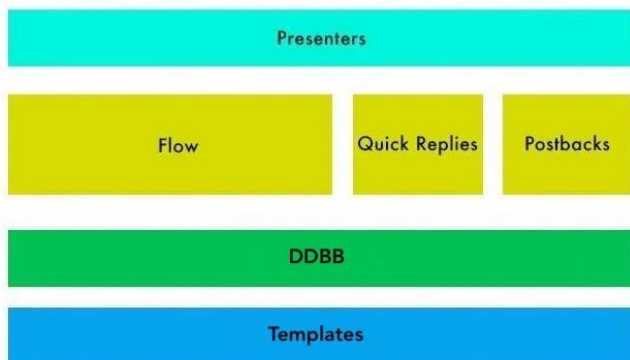 Presenters
Flow
Quick Replies
Postbacks
DDBB
Templates